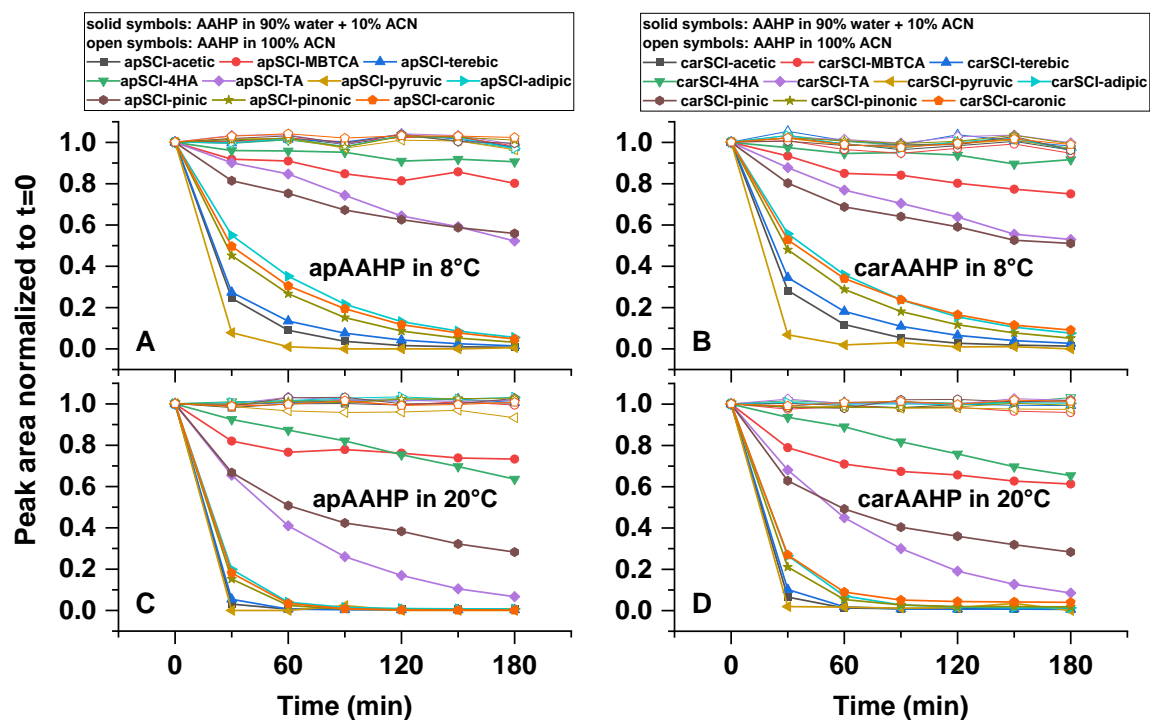 solid symbols: AAHP in 90% water + 10% ACN
open symbols: AAHP in 100% ACN
apSCI-acetic apSCI-MBTCA apSCI-terebic
apSCI-4HA apSCI-TA apSCI-pyruvic apSCI-adipic
apSCI-pinic apSCI-pinonic apSCI-caronic
solid symbols: AAHP in 90% water + 10% ACN
open symbols: AAHP in 100% ACN
carSCI-acetic carSCI-MBTCA carSCI-terebic
carSCI-4HA carSCI-TA carSCI-pyruvic carSCI-adipic
carSCI-pinic carSCI-pinonic carSCI-caronic
Peak area normalized to t=0
1.0
0.8
0.6
0.4
0.2
0.0
apAAHP in 8°C
A
1.0
0.8
0.6
0.4
0.2
0.0
carAAHP in 8°C
B
1.0
0.8
0.6
0.4
0.2
0.0
apAAHP in 20°C
C
0 60 120 180
Time (min)
1.0
0.8
0.6
0.4
0.2
0.0
carAAHP in 20°C
D
0 60 120 180
Time (min)